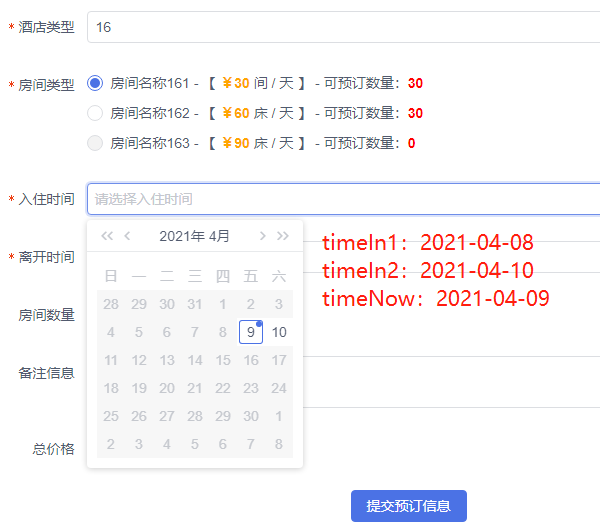 * 酒店类型 16
* 房间类型 房间名称161 - 【 ¥30 间 / 天 】 - 可预订数量：30
房间名称162 - 【 ¥60 床 / 天 】 - 可预订数量：30
房间名称163 - 【 ¥90 床 / 天 】 - 可预订数量：0
* 入住时间 请选择入住时间
2021年 4月
timeIn1：2021-04-08
* 离开时间
日 一 二 三 四 五 六
timeIn2：2021-04-10
28 29 30 31 1 2 3
timeNow：2021-04-09
房间数量
4 5 6 7 8 9 10
11 12 13 14 15 16 17
备注信息
18 19 20 21 22 23 24
25 26 27 28 29 30 1
2 3 4 5 6 7 8
总价格
提交预订信息